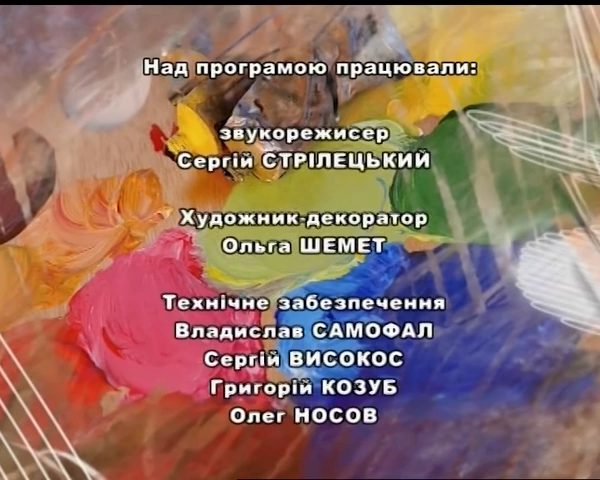 Над програмою працювали:
звукорежисер
Сергій СТРІЛЕЦЬКИЙ
Художник-декоратор
Ольга ШЕМЕТ
Технічне забезпечення
Владислав САМОФАЛ
Сергій ВИСОКОС
Григорій КОЗУБ
Олег НОСОВ